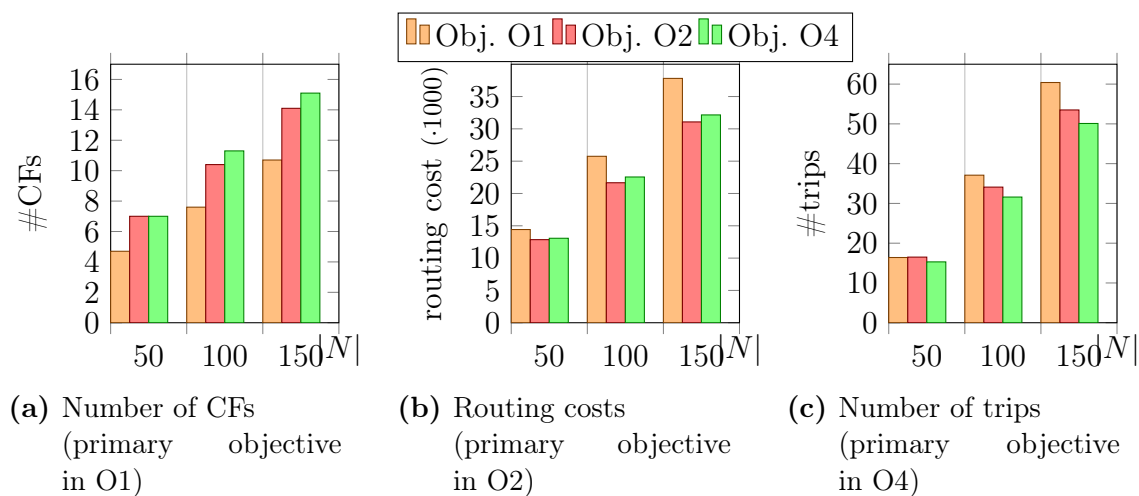 Obj. O1 Obj. O2 Obj. O4
#CFs
16
14
12
10
8
6
4
2
0
50 100 150 |N|
routing cost (·1000)
35
30
25
20
15
10
5
0
50 100 150 |N|
#trips
60
50
40
30
20
10
0
50 100 150 |N|
(a) Number of CFs
(primary objective
in O1)
(b) Routing costs
(primary objective
in O2)
(c) Number of trips
(primary objective
in O4)